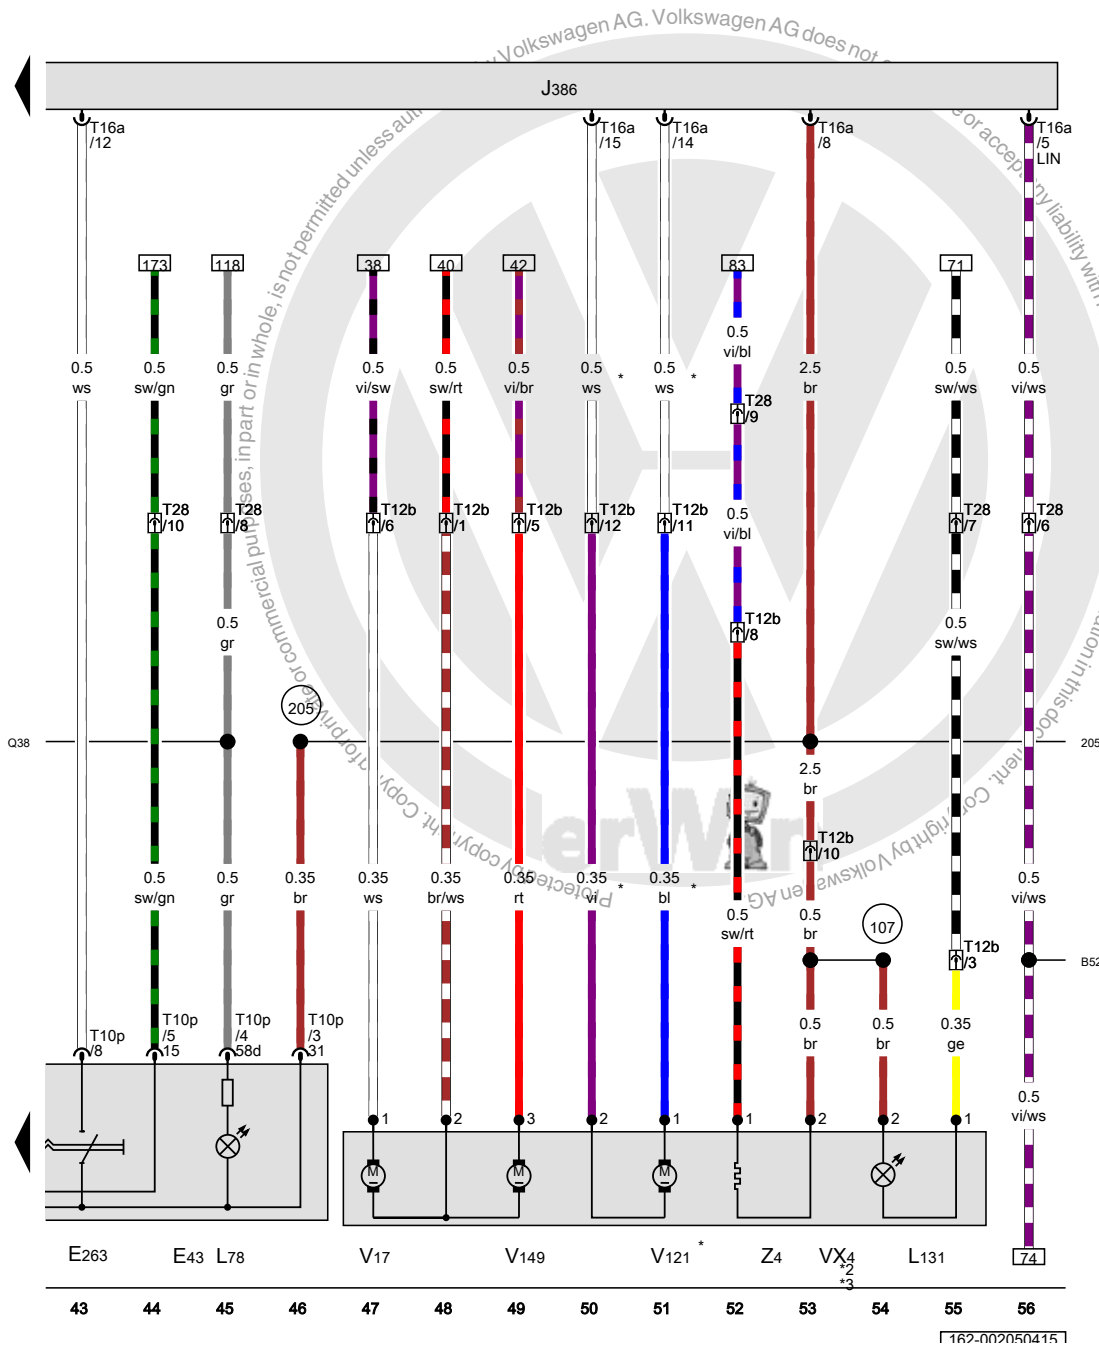 y Volkswagen AG. Volkswagen AG does not
J386
T16a
/12
T16a
/15
T16a
/14
T16a
/8
T16a
/5
LIN
173
118
38
40
42
83
71
0.5
vi/bl
0.5
ws
0.5
sw/gn
0.5
gr
0.5
vi/sw
0.5
sw/rt
0.5
vi/br
0.5
ws
*
0.5
ws
*
2.5
br
0.5
sw/ws
0.5
vi/ws
T28
/9
T28
/10
T28
/8
T12b
/6
T12b
/1
T12b
/5
T12b
/12
T12b
/11
0.5
vi/bl
T28
/7
T28
/6
0.5
gr
T12b
/8
0.5
sw/ws
205
Q38
205
2.5
br
T12b
/10
0.5
sw/gn
0.5
gr
0.35
br
0.35
ws
0.35
br/ws
0.35
rt
0.35
vi
*
0.35
bl
*
0.5
sw/rt
0.5
br
107
T12b
/3
0.5
vi/ws
B52
T10p
/8
T10p
/5
15
T10p
/4
58d
T10p
/3
31
0.5
br
0.5
br
0.35
ge
0.5
vi/ws
1
2
3
2
1
1
2
2
1
M
M
M
E263
E43
L78
V17
V149
V121 *
Z4
VX4
*2
*3
L131
74
43
44
45
46
47
48
49
50
51
52
53
54
55
56
162-002050415